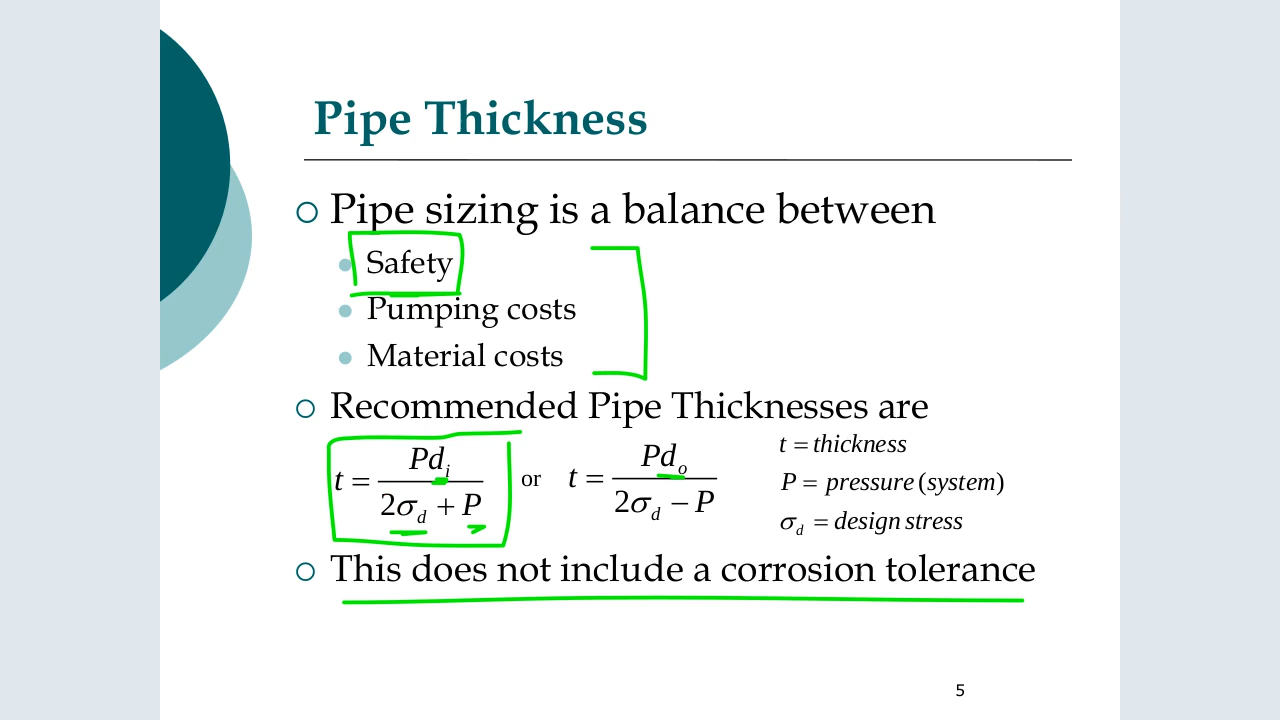 Pipe Thickness
Pipe sizing is a balance between
Safety
Pumping costs
Material costs
Recommended Pipe Thicknesses are
t = Pd_i / (2σ_d + P) or t = Pd_o / (2σ_d − P)
t = thickness
P = pressure (system)
σ_d = design stress
This does not include a corrosion tolerance
5